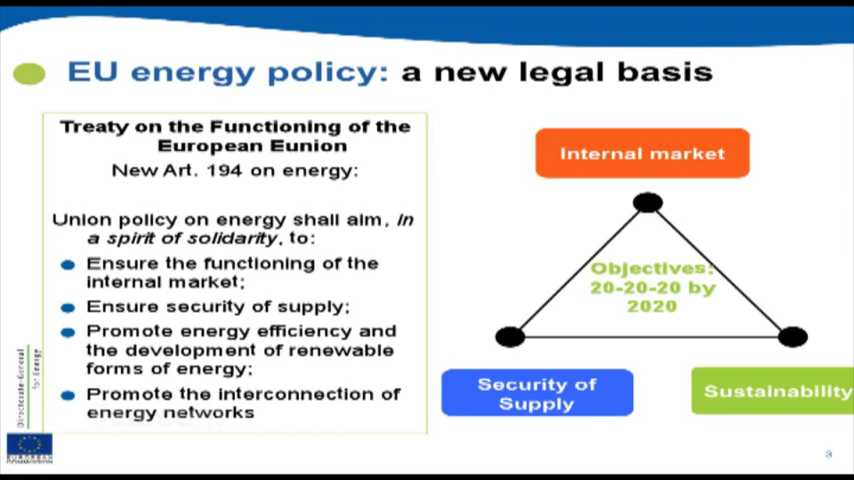 EU energy policy: a new legal basis
Treaty on the Functioning of the
European Eunion
New Art. 194 on energy:
Union policy on energy shall aim, in
a spirit of solidarity, to:
Ensure the functioning of the
internal market;
Ensure security of supply;
Promote energy efficiency and
the development of renewable
forms of energy;
Promote the interconnection of
energy networks
Internal market
Objectives:
20-20-20 by
2020
Security of
Supply
Sustainability
Directorate-General
for Energy
EUROPEAN
COMMISSION
8